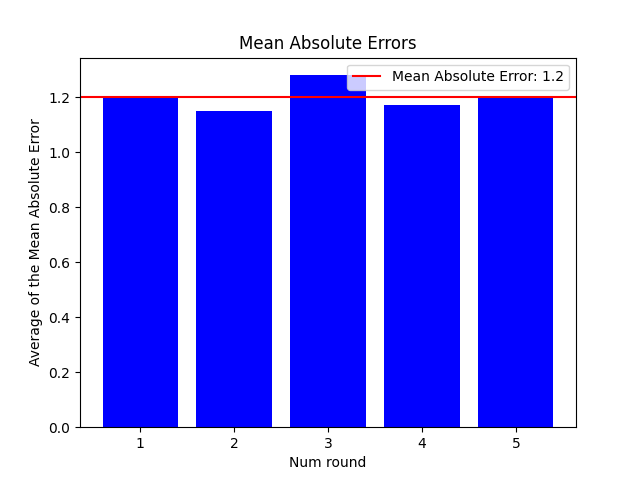 Mean Absolute Errors
Mean Absolute Error: 1.2
Average of the Mean Absolute Error
1.2
1.0
0.8
0.6
0.4
0.2
0.0
1 2 3 4 5
Num round